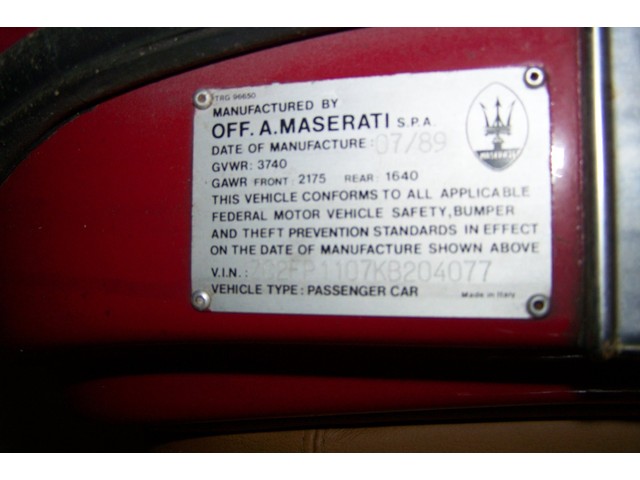 TRG 96650
MANUFACTURED BY
OFF. A. MASERATI S.P.A.
DATE OF MANUFACTURE: 07/89
GVWR: 3740
GAWR FRONT 2175 REAR: 1640
THIS VEHICLE CONFORMS TO ALL APPLICABLE
FEDERAL MOTOR VEHICLE SAFETY, BUMPER
AND THEFT PREVENTION STANDARDS IN EFFECT
ON THE DATE OF MANUFACTURE SHOWN ABOVE
V.I.N.:
VEHICLE TYPE: PASSENGER CAR Made in Italy
MASERATI